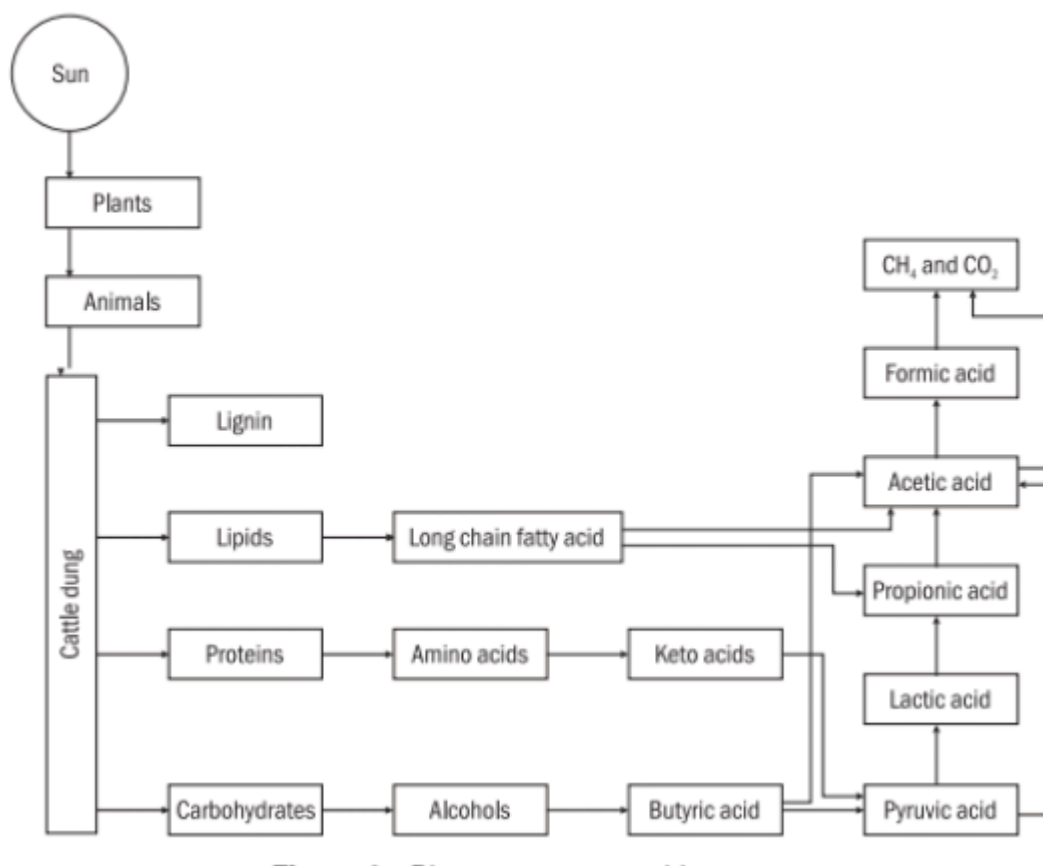 Sun
Plants
Animals
Cattle dung
Lignin
Lipids
Long chain fatty acid
Proteins
Amino acids
Keto acids
Carbohydrates
Alcohols
Butyric acid
CH₄ and CO₂
Formic acid
Acetic acid
Propionic acid
Lactic acid
Pyruvic acid